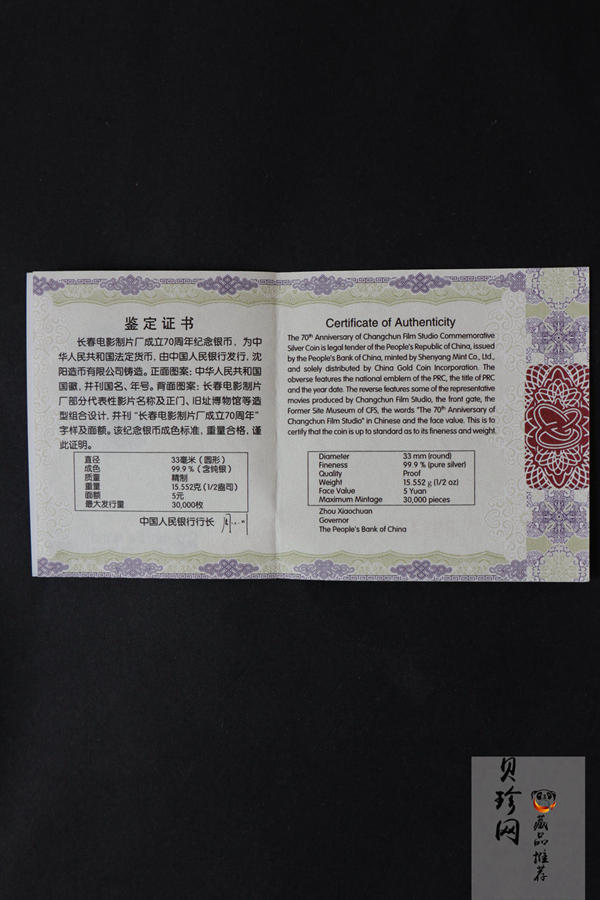 鉴定证书
长春电影制片厂成立70周年纪念银币，为中
华人民共和国法定货币，由中国人民银行发行，沈
阳造币有限公司铸造。正面图案：中华人民共和国
国徽，并刊国名、年号。背面图案：长春电影制片
厂部分代表性影片名称及正门、旧址博物馆等造
型组合设计，并刊“长春电影制片厂成立70周年”
字样及面额。该纪念银币成色标准，重量合格，谨
此证明。
直径 33毫米（圆形）
成色 99.9％（含纯银）
质量 精制
重量 15.552克（1/2盎司）
面额 5元
最大发行量 30,000枚
中国人民银行行长
Certificate of Authenticity
The 70th Anniversary of Changchun Film Studio Commemorative
Silver Coin is legal tender of the People's Republic of China, issued
by the People's Bank of China, minted by Shenyang Mint Co., Ltd.,
and solely distributed by China Gold Coin Incorporation. The
obverse features the national emblem of the PRC, the title of PRC
and the year date. The reverse features some of the representative
movies produced by Changchun Film Studio, the front gate, the
Former Site Museum of CFS, the words "The 70th Anniversary of
Changchun Film Studio" in Chinese and the face value. This is to
certify that the coin is up to standard as to its fineness and weight.
Diameter 33 mm (round)
Fineness 99.9 % (pure silver)
Quality Proof
Weight 15.552 g (1/2 oz)
Face Value 5 Yuan
Maximum Mintage 30,000 pieces
Zhou Xiaochuan
Governor
The People's Bank of China
贝珍网
藏品推荐